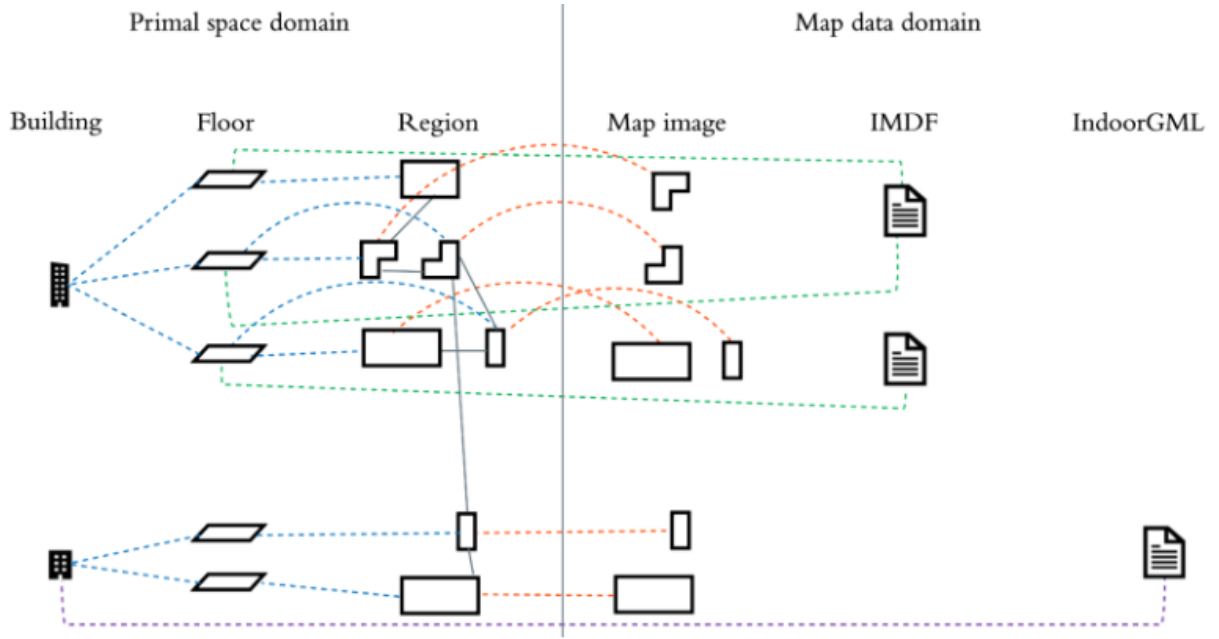 Primal space domain
Map data domain
Building
Floor
Region
Map image
IMDF
IndoorGML